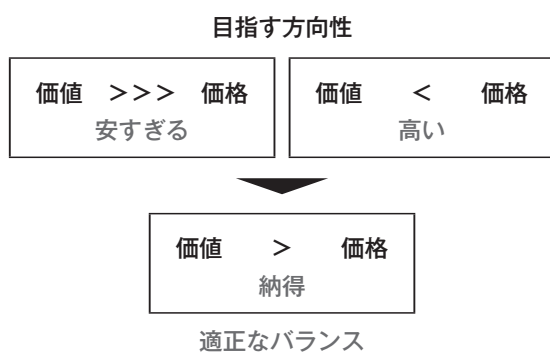 目指す方向性
価値 >>> 価格
安すぎる
価値 < 価格
高い
価値 > 価格
納得
適正なバランス